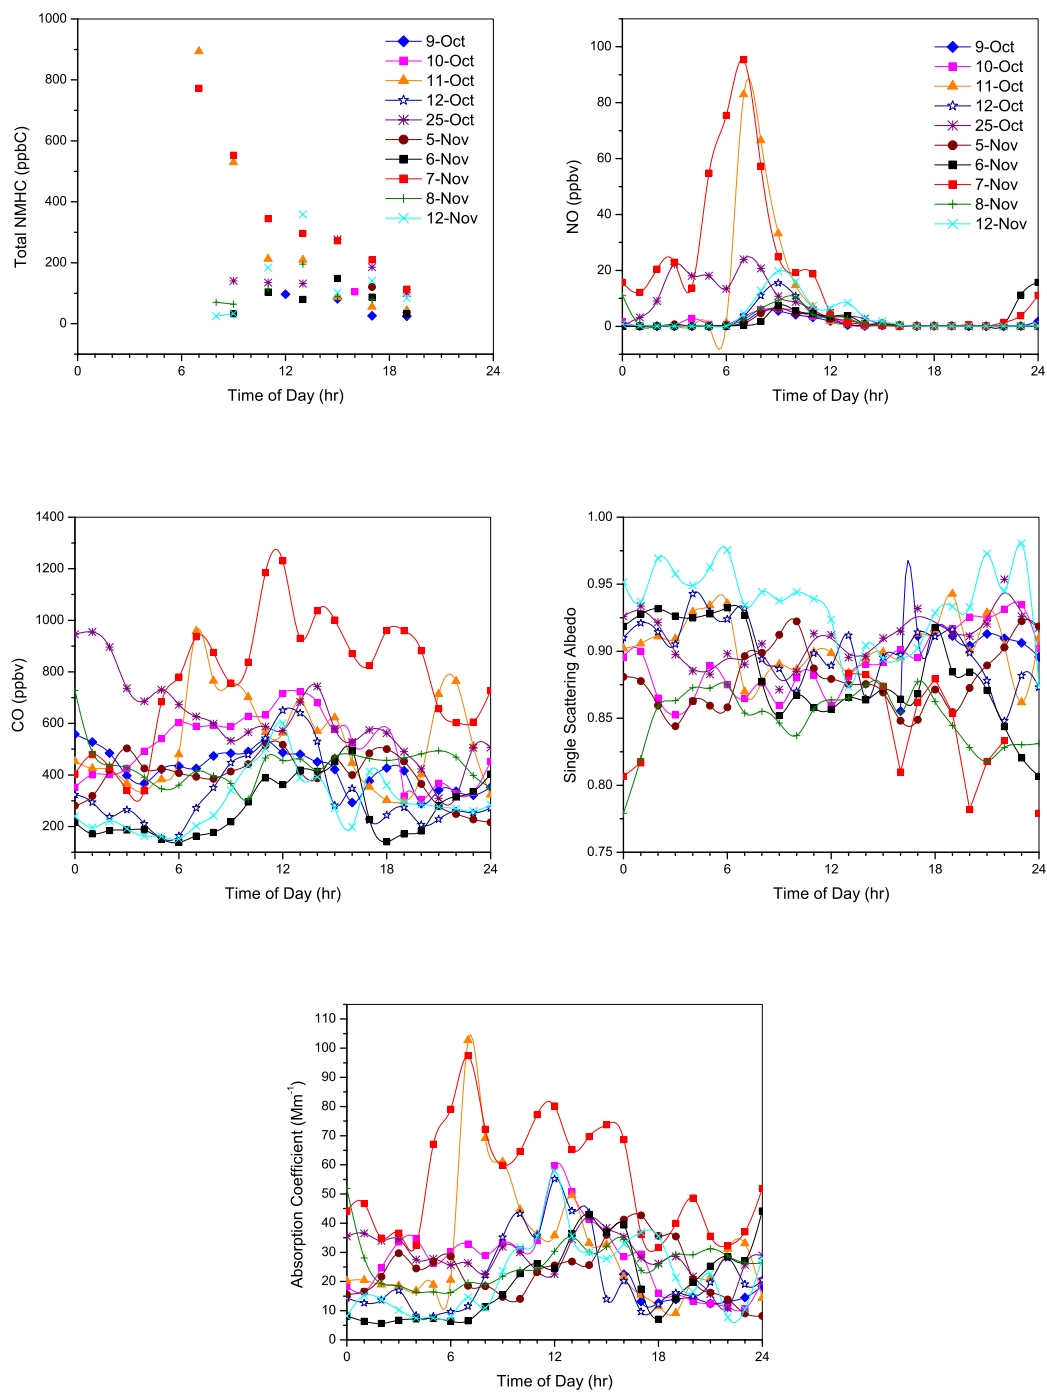 1000
800
600
400
200
0
Total NMHC (ppbC)
0 6 12 18 24
Time of Day (hr)
9-Oct
10-Oct
11-Oct
12-Oct
25-Oct
5-Nov
6-Nov
7-Nov
8-Nov
12-Nov
100
80
60
40
20
0
NO (ppbv)
0 6 12 18 24
Time of Day (hr)
9-Oct
10-Oct
11-Oct
12-Oct
25-Oct
5-Nov
6-Nov
7-Nov
8-Nov
12-Nov
1400
1200
1000
800
600
400
200
CO (ppbv)
0 6 12 18 24
Time of Day (hr)
1.00
0.95
0.90
0.85
0.80
0.75
Single Scattering Albedo
0 6 12 18 24
Time of Day (hr)
110
100
90
80
70
60
50
40
30
20
10
0
Absorption Coefficient (Mm⁻¹)
0 6 12 18 24
Time of Day (hr)